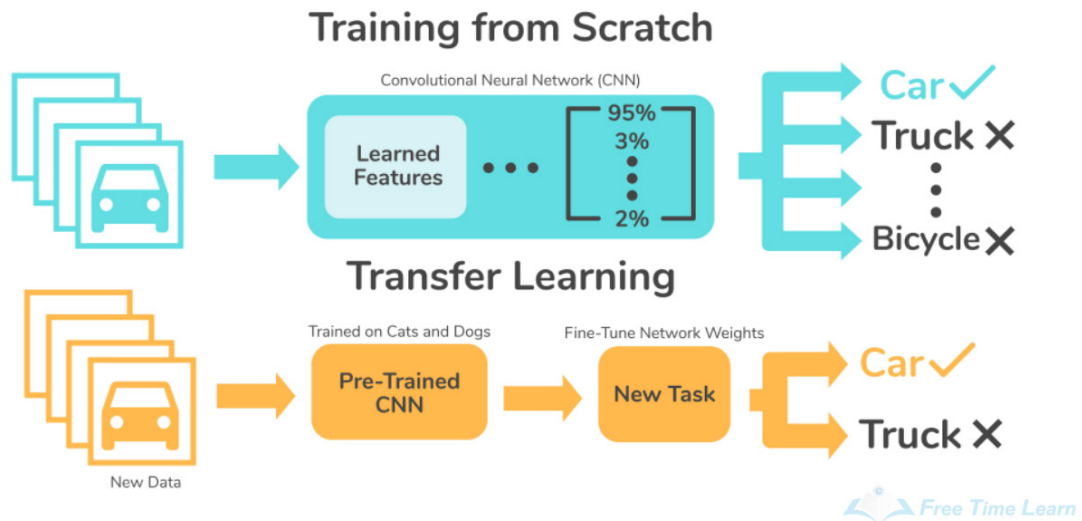 Training from Scratch
Convolutional Neural Network (CNN)
Learned
Features
95%
3%
2%
Car
Truck
Bicycle
Transfer Learning
Trained on Cats and Dogs
Pre-Trained
CNN
Fine-Tune Network Weights
New Task
Car
Truck
New Data
Free Time Learn